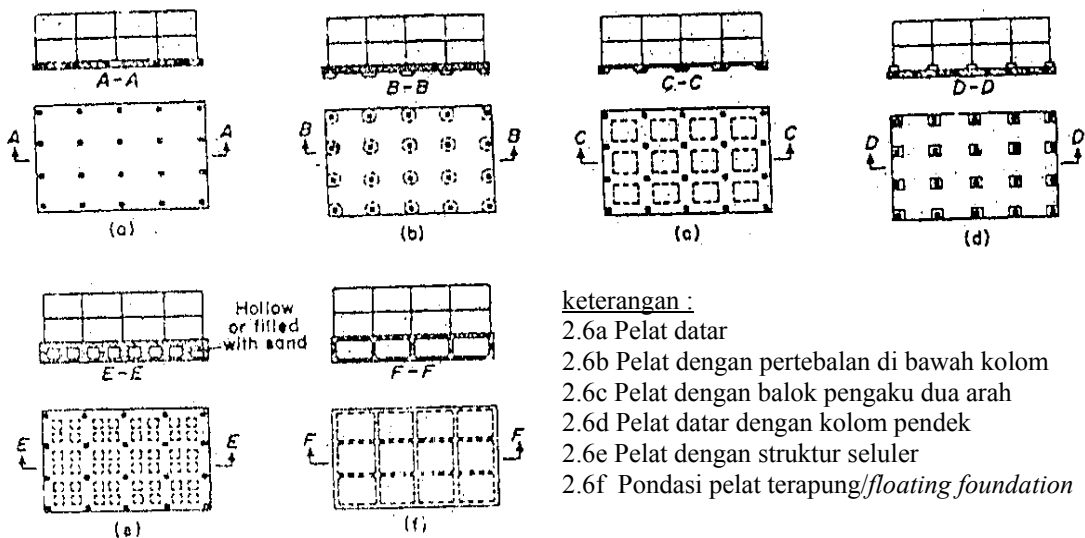 A-A
B-B
C-C
D-D
A A
B B
C C
D D
(a)
(b)
(c)
(d)
Hollow
or filled
with sand
E-E
F-F
E E
F F
(e)
(f)
keterangan :
2.6a Pelat datar
2.6b Pelat dengan pertebalan di bawah kolom
2.6c Pelat dengan balok pengaku dua arah
2.6d Pelat datar dengan kolom pendek
2.6e Pelat dengan struktur seluler
2.6f Pondasi pelat terapung/floating foundation